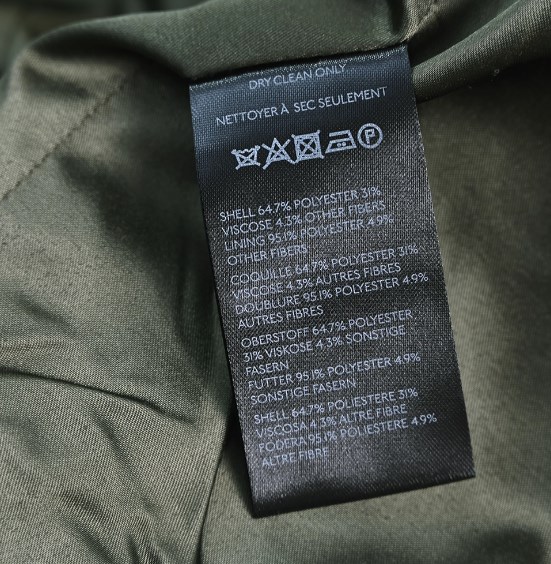 DRY CLEAN ONLY
NETTOYER À SEC SEULEMENT
P
SHELL 64.7% POLYESTER 31%
VISCOSE 4.3% OTHER FIBERS
LINING 95.1% POLYESTER 4.9%
OTHER FIBERS
COQUILLE 64.7% POLYESTER 31%
VISCOSE 4.3% AUTRES FIBRES
DOUBLURE 95.1% POLYESTER 4.9%
AUTRES FIBRES
OBERSTOFF 64.7% POLYESTER,
31% VISKOSE 4.3% SONSTIGE
FASERN
FUTTER 95.1% POLYESTER 4.9%
SONSTIGE FASERN
SHELL 64.7% POLIESTERE 31%
VISCOSA 4.3% ALTRE FIBRE
FODERA 95.1% POLIESTERE 4.9%
ALTRE FIBRE